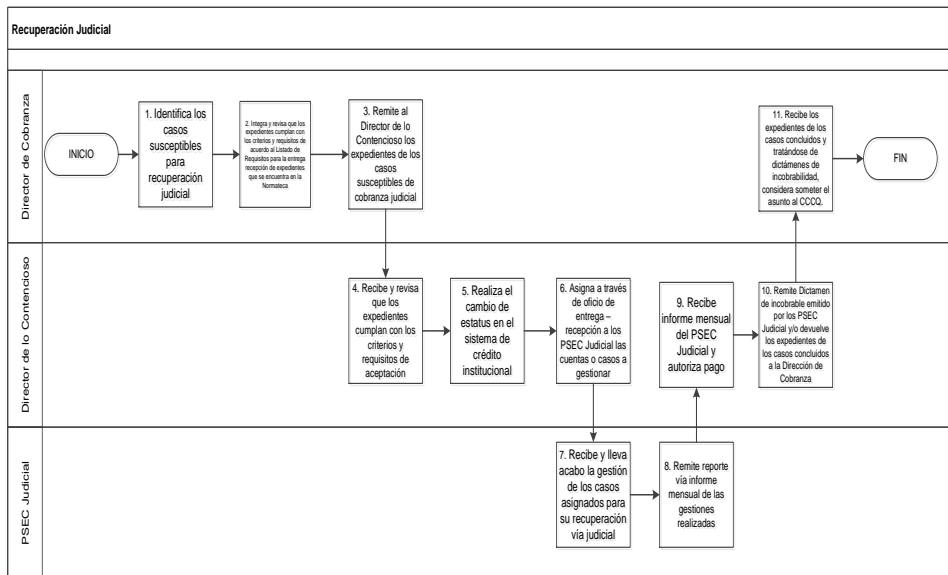 Recuperación Judicial
Director de Cobranza
INICIO
1. Identifica los
casos
susceptibles
para
recuperación
judicial
2. Integra y revisa que los
expedientes cumplan con
los criterios y requisitos de
acuerdo al Listado de
Requisitos para la entrega
recepción de expedientes
que se encuentra en la
Normateca
3. Remite al
Director de lo
Contencioso los
expedientes de los
casos susceptibles de
cobranza judicial
11. Recibe los
expedientes de los
casos concluidos y
tratándose de
dictámenes de
incobrabilidad,
considera someter el
asunto al CCCQ.
FIN
Director de lo Contencioso
4. Recibe y revisa
que los
expedientes
cumplan con los
criterios y
requisitos de
aceptación
5. Realiza el
cambio de
estatus en el
sistema de
crédito
institucional
6. Asigna a través
de oficio de
entrega –
recepción a los
PSEC Judicial las
cuentas o casos a
gestionar
9. Recibe
informe mensual
del PSEC
Judicial y
autoriza pago
10. Remite Dictamen
de incobrable emitido
por los PSEC
Judicial y/o devuelve
los expedientes de
los casos concluidos
a la Dirección de
Cobranza
PSEC Judicial
7. Recibe y lleva
acabo la gestión
de los casos
asignados para
su recuperación
vía judicial
8. Remite reporte
vía informe
mensual de las
gestiones
realizadas